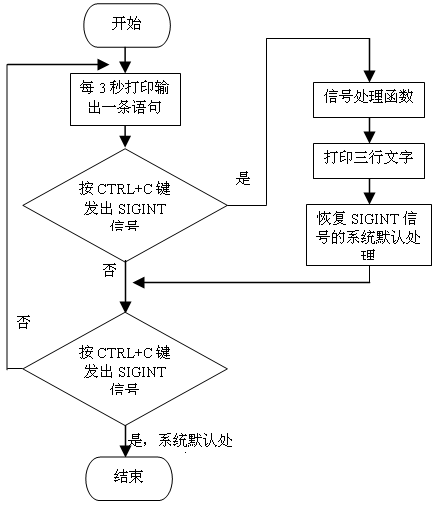 开始
每3秒打印输
出一条语句
按CTRL+C键
发出SIGINT
信号
是
信号处理函数
打印三行文字
恢复SIGINT信
号的系统默认处
理
否
否
按CTRL+C键
发出SIGINT
信号
是，系统默认处
结束